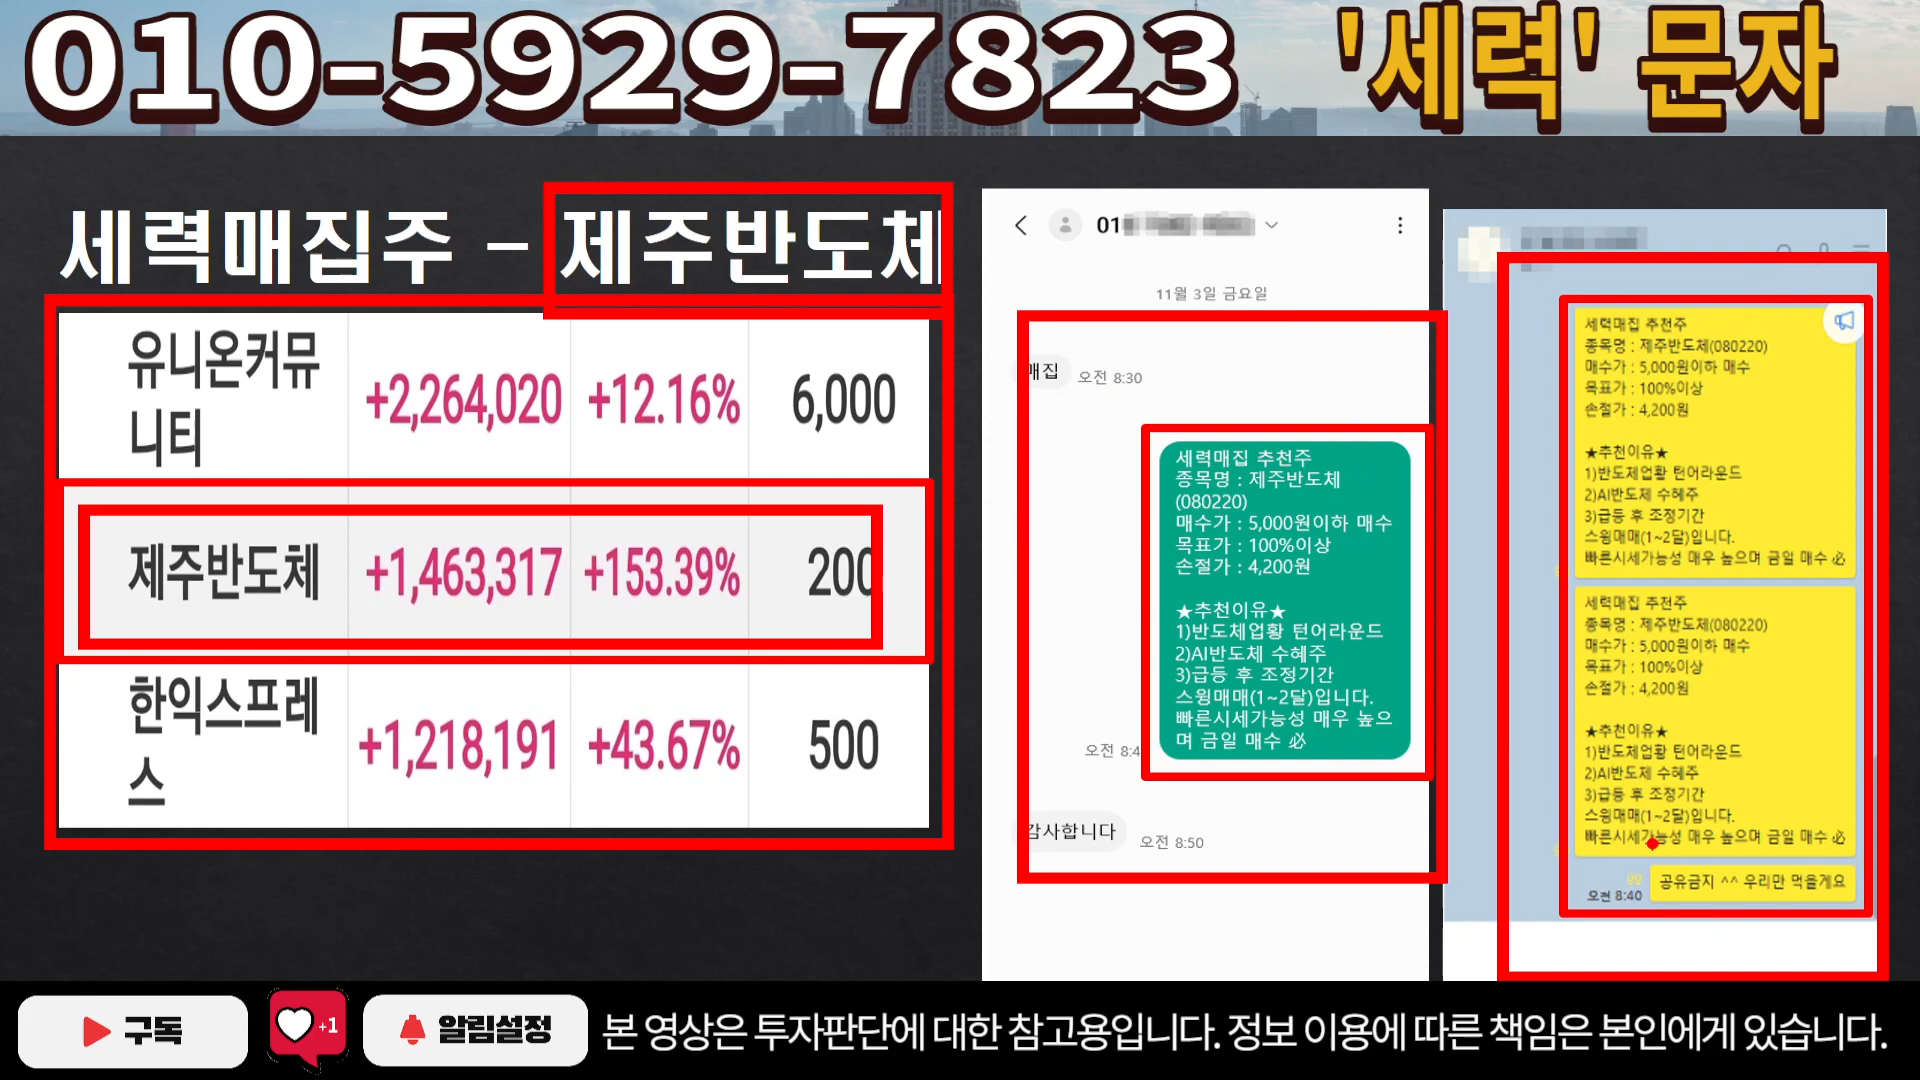 010-5929-7823 '세력' 문자
세력매집주 - 제주반도체
유니온커뮤
니티
+2,264,020 +12.16% 6,000
제주반도체 +1,463,317 +153.39% 200
한익스프레
스
+1,218,191 +43.67% 500
01
11월 3일 금요일
매집 오전 8:30
세력매집 추천주
종목명 : 제주반도체
(080220)
매수가 : 5,000원이하 매수
목표가 : 100%이상
손절가 : 4,200원
★추천이유★
1)반도체업황 턴어라운드
2)AI반도체 수혜주
3)급등 후 조정기간
스윙매매(1~2달)입니다.
빠른시세가능성 매우 높으
며 금일 매수 必
오전 8:4
감사합니다 오전 8:50
세력매집 추천주
종목명 : 제주반도체(080220)
매수가 : 5,000원이하 매수
목표가 : 100%이상
손절가 : 4,200원
★추천이유★
1)반도체업황 턴어라운드
2)AI반도체 수혜주
3)급등 후 조정기간
스윙매매(1~2달)입니다.
빠른시세가능성 매우 높으며 금일 매수 必
세력매집 추천주
종목명 : 제주반도체(080220)
매수가 : 5,000원이하 매수
목표가 : 100%이상
손절가 : 4,200원
★추천이유★
1)반도체업황 턴어라운드
2)AI반도체 수혜주
3)급등 후 조정기간
스윙매매(1~2달)입니다.
빠른시세가능성 매우 높으며 금일 매수 必
오전 8:40 공유금지 ^^ 우리만 먹을게요
구독 +1 알림설정 본 영상은 투자판단에 대한 참고용입니다. 정보 이용에 따른 책임은 본인에게 있습니다.